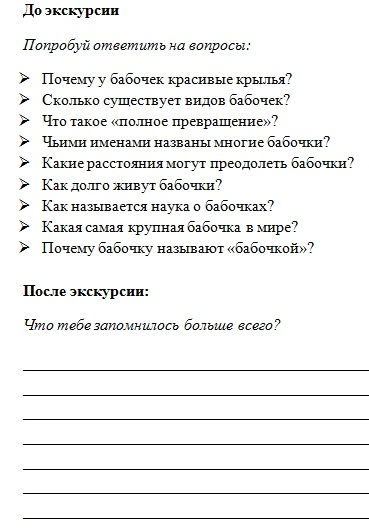 До экскурсии
Попробуй ответить на вопросы:
➢ Почему у бабочек красивые крылья?
➢ Сколько существует видов бабочек?
➢ Что такое «полное превращение»?
➢ Чьими именами названы многие бабочки?
➢ Какие расстояния могут преодолеть бабочки?
➢ Как долго живут бабочки?
➢ Как называется наука о бабочках?
➢ Какая самая крупная бабочка в мире?
➢ Почему бабочку называют «бабочкой»?
После экскурсии:
Что тебе запомнилось больше всего?